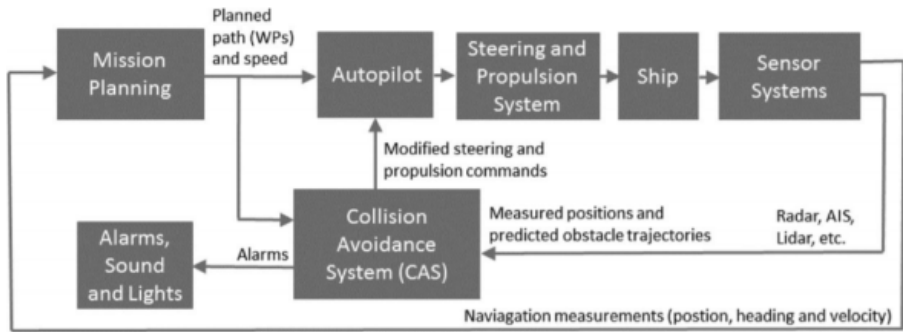 Planned
path (WPs)
and speed
Mission
Planning
Autopilot
Steering and
Propulsion
System
Ship
Sensor
Systems
Modified steering and
propulsion commands
Collision
Avoidance
System (CAS)
Measured positions and
predicted obstacle trajectories
Radar, AIS,
Lidar, etc.
Alarms,
Sound
and Lights
Alarms
Naviagation measurements (postion, heading and velocity)